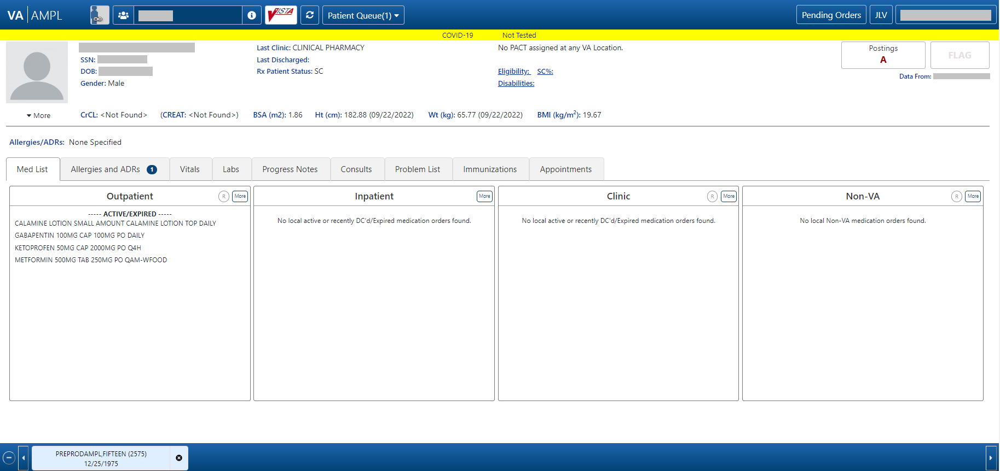 VA | AMPL
VISTA
Patient Queue(1)
Pending Orders
JLV
COVID-19 Not Tested
SSN:
DOB:
Gender: Male
More
Last Clinic: CLINICAL PHARMACY
Last Discharged:
Rx Patient Status: SC
No PACT assigned at any VA Location.
Eligibility: SC%:
Disabilities:
Postings
A
FLAG
Data From:
CrCL: <Not Found> (CREAT: <Not Found>) BSA (m2): 1.86 Ht (cm): 182.88 (09/22/2022) Wt (kg): 65.77 (09/22/2022) BMI (kg/m²): 19.67
Allergies/ADRs: None Specified
Med List
Allergies and ADRs 1
Vitals
Labs
Progress Notes
Consults
Problem List
Immunizations
Appointments
Outpatient R More
----- ACTIVE/EXPIRED -----
CALAMINE LOTION SMALL AMOUNT CALAMINE LOTION TOP DAILY
GABAPENTIN 100MG CAP 100MG PO DAILY
KETOPROFEN 50MG CAP 2000MG PO Q4H
METFORMIN 500MG TAB 250MG PO QAM-WFOOD
Inpatient More
No local active or recently DC'd/Expired medication orders found.
Clinic R More
No local active or recently DC'd/Expired medication orders found.
Non-VA R More
No local Non-VA medication orders found.
PREPRODAMPL,FIFTEEN (2575)
12/25/1975